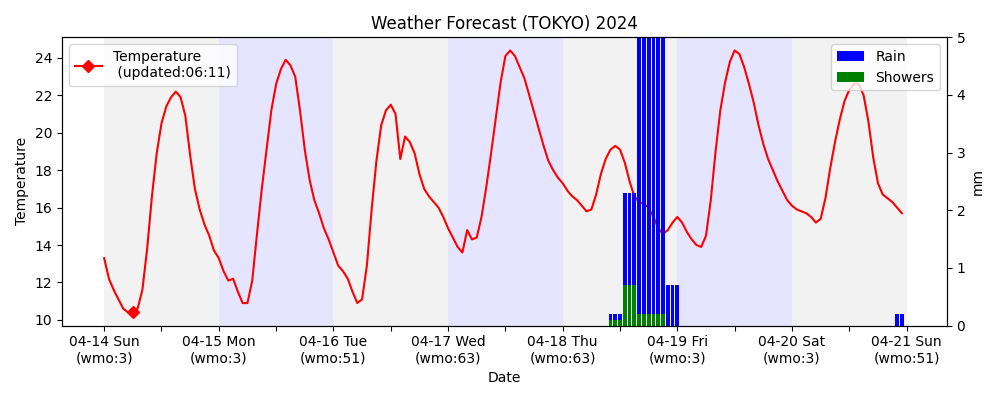 Weather Forecast (TOKYO) 2024
Temperature
(updated:06:11)
Rain
Showers
Temperature
24
22
20
18
16
14
12
10
5
4
3
2
1
0
mm
04-14 Sun
(wmo:3)
04-15 Mon
(wmo:3)
04-16 Tue
(wmo:51)
04-17 Wed
(wmo:63)
04-18 Thu
(wmo:63)
04-19 Fri
(wmo:3)
04-20 Sat
(wmo:3)
04-21 Sun
(wmo:51)
Date